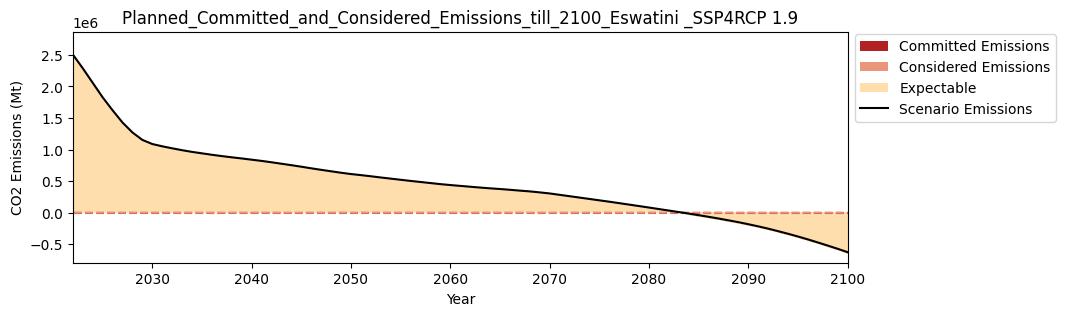 Planned_Committed_and_Considered_Emissions_till_2100_Eswatini _SSP4RCP 1.9
1e6
2.5
2.0
1.5
1.0
0.5
0.0
−0.5
CO2 Emissions (Mt)
2030 2040 2050 2060 2070 2080 2090 2100
Year
Committed Emissions
Considered Emissions
Expectable
Scenario Emissions